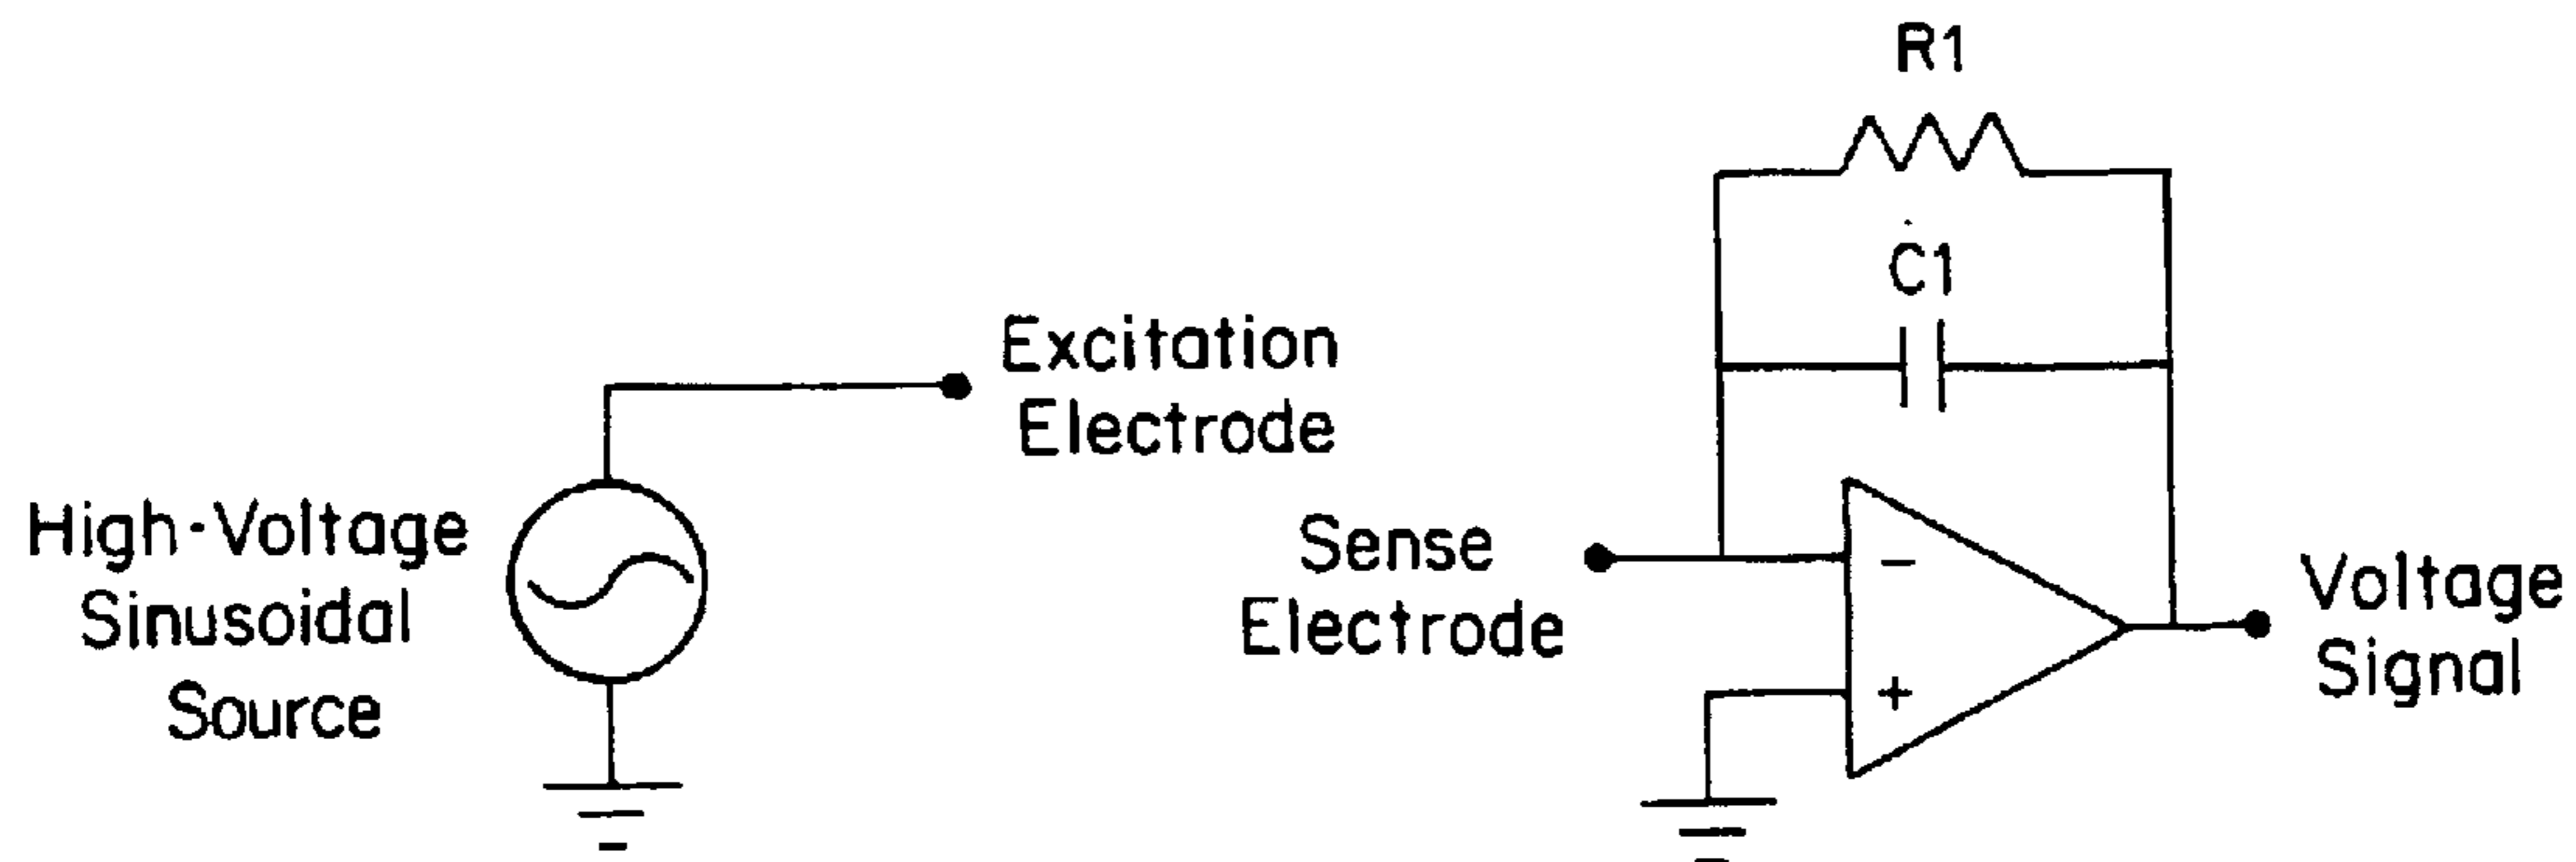 R1
C1
Excitation
Electrode
High-Voltage
Sinusoidal
Source
Sense
Electrode
-
+
Voltage
Signal